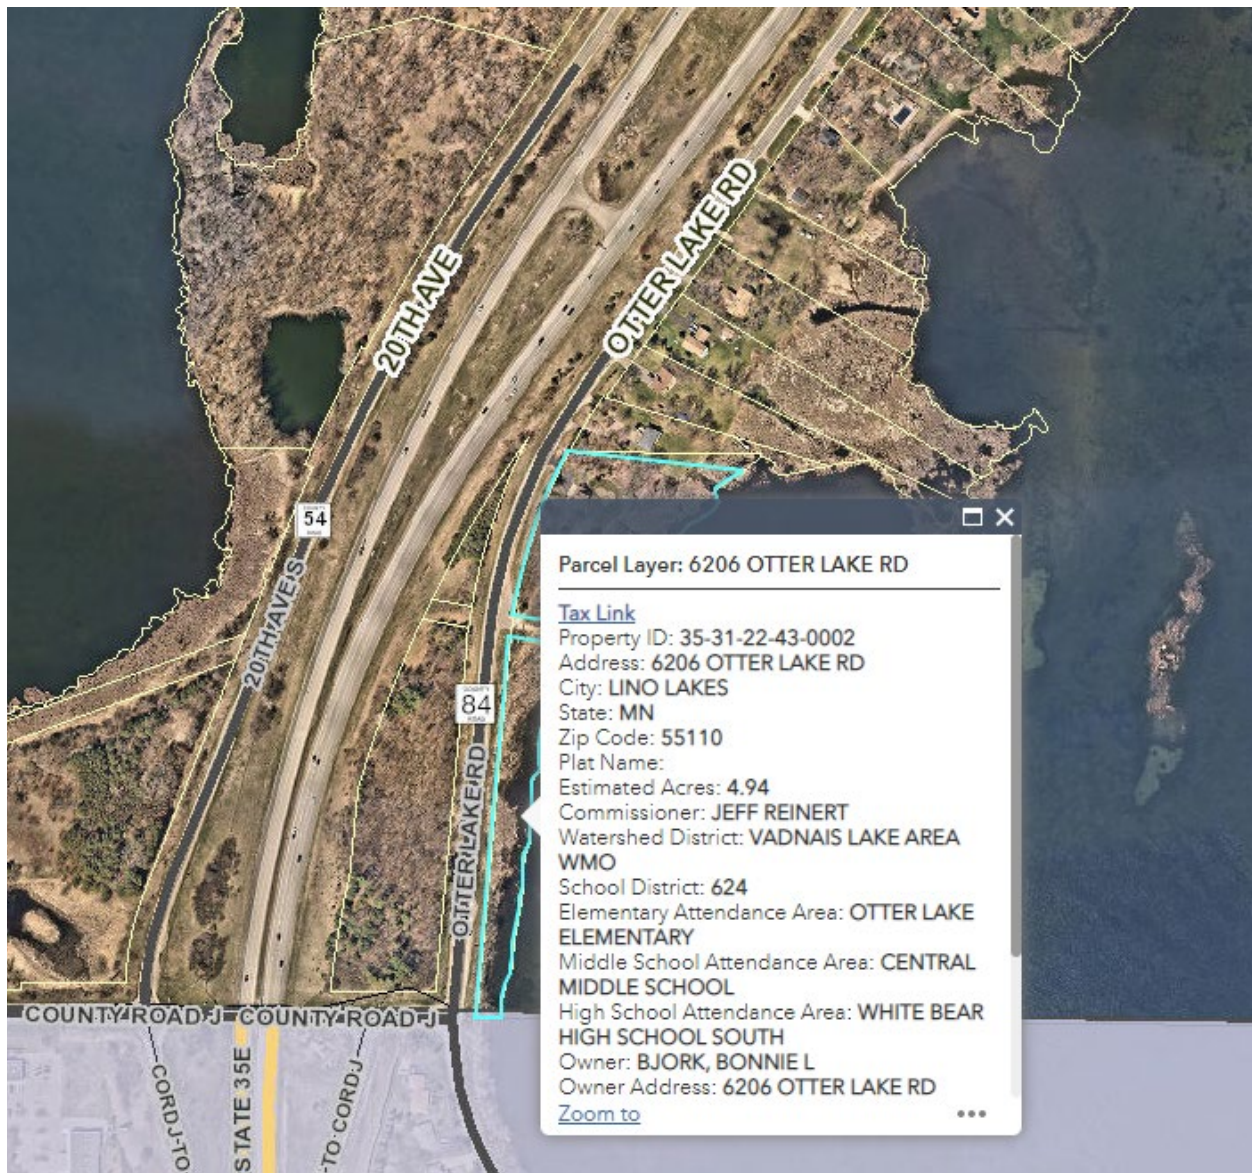 20TH AVE
OTTER LAKE RD
COUNTY
54
ROAD
20TH AVE S
COUNTY
84
ROAD
OTTER LAKE RD
COUNTY ROAD J
COUNTY ROAD J
CORD J-TO
STATE 35E
-TO-CORD J
Parcel Layer: 6206 OTTER LAKE RD
Tax Link
Property ID: 35-31-22-43-0002
Address: 6206 OTTER LAKE RD
City: LINO LAKES
State: MN
Zip Code: 55110
Plat Name:
Estimated Acres: 4.94
Commissioner: JEFF REINERT
Watershed District: VADNAIS LAKE AREA
WMO
School District: 624
Elementary Attendance Area: OTTER LAKE
ELEMENTARY
Middle School Attendance Area: CENTRAL
MIDDLE SCHOOL
High School Attendance Area: WHITE BEAR
HIGH SCHOOL SOUTH
Owner: BJORK, BONNIE L
Owner Address: 6206 OTTER LAKE RD
Zoom to